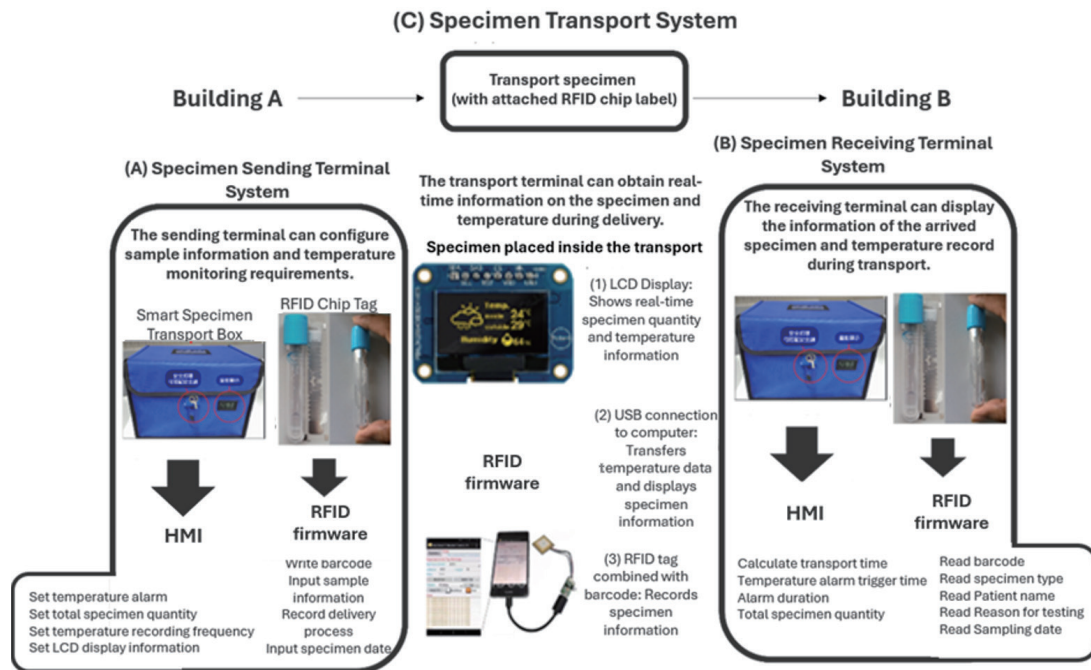 (C) Specimen Transport System
Building A
Transport specimen
(with attached RFID chip label)
Building B
(A) Specimen Sending Terminal
System
The sending terminal can configure
sample information and temperature
monitoring requirements.
Smart Specimen
Transport Box
RFID Chip Tag
HMI
RFID
firmware
Set temperature alarm
Set total specimen quantity
Set temperature recording frequency
Set LCD display information
Write barcode
Input sample
information
Record delivery
process
Input specimen date
The transport terminal can obtain real-
time information on the specimen and
temperature during delivery.
Specimen placed inside the transport
Temp.
24°C
29°C
Humidity 64%
(1) LCD Display:
Shows real-time
specimen quantity
and temperature
information
RFID
firmware
(2) USB connection
to computer:
Transfers
temperature data
and displays
specimen
information
(3) RFID tag
combined with
barcode: Records
specimen
information
(B) Specimen Receiving Terminal
System
The receiving terminal can display
the information of the arrived
specimen and temperature record
during transport.
HMI
RFID
firmware
Calculate transport time
Temperature alarm trigger time
Alarm duration
Total specimen quantity
Read barcode
Read specimen type
Read Patient name
Read Reason for testing
Read Sampling date